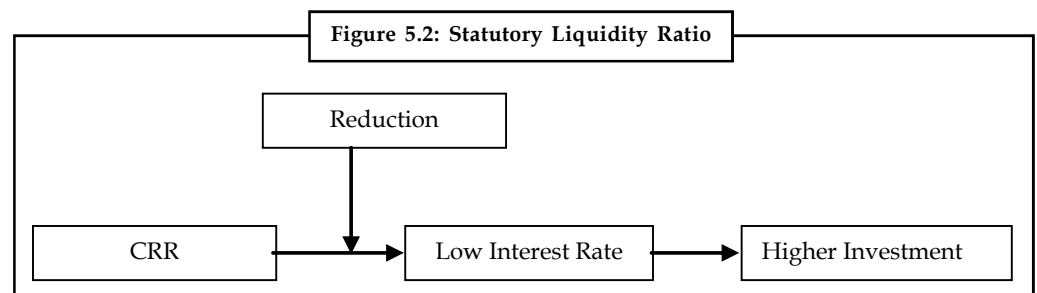 Figure 5.2: Statutory Liquidity Ratio
Reduction
CRR
Low Interest Rate
Higher Investment